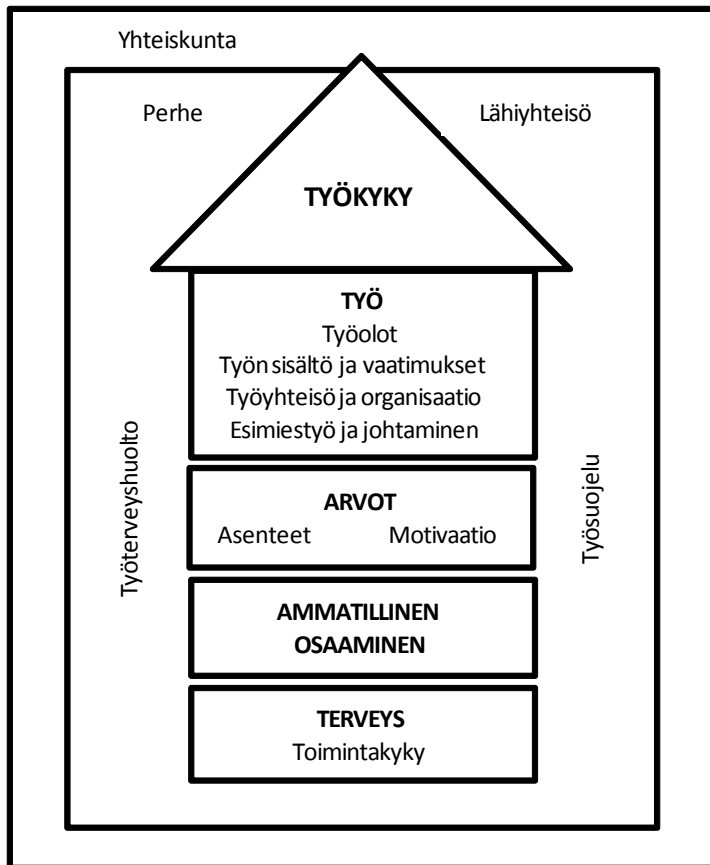 Yhteiskunta
Perhe
Lähiyhteisö
TYÖKYKY
TYÖ
Työolot
Työn sisältö ja vaatimukset
Työyhteisö ja organisaatio
Esimiestyö ja johtaminen
Työterveyshuolto
Työsuojelu
ARVOT
Asenteet Motivaatio
AMMATILLINEN
OSAAMINEN
TERVEYS
Toimintakyky